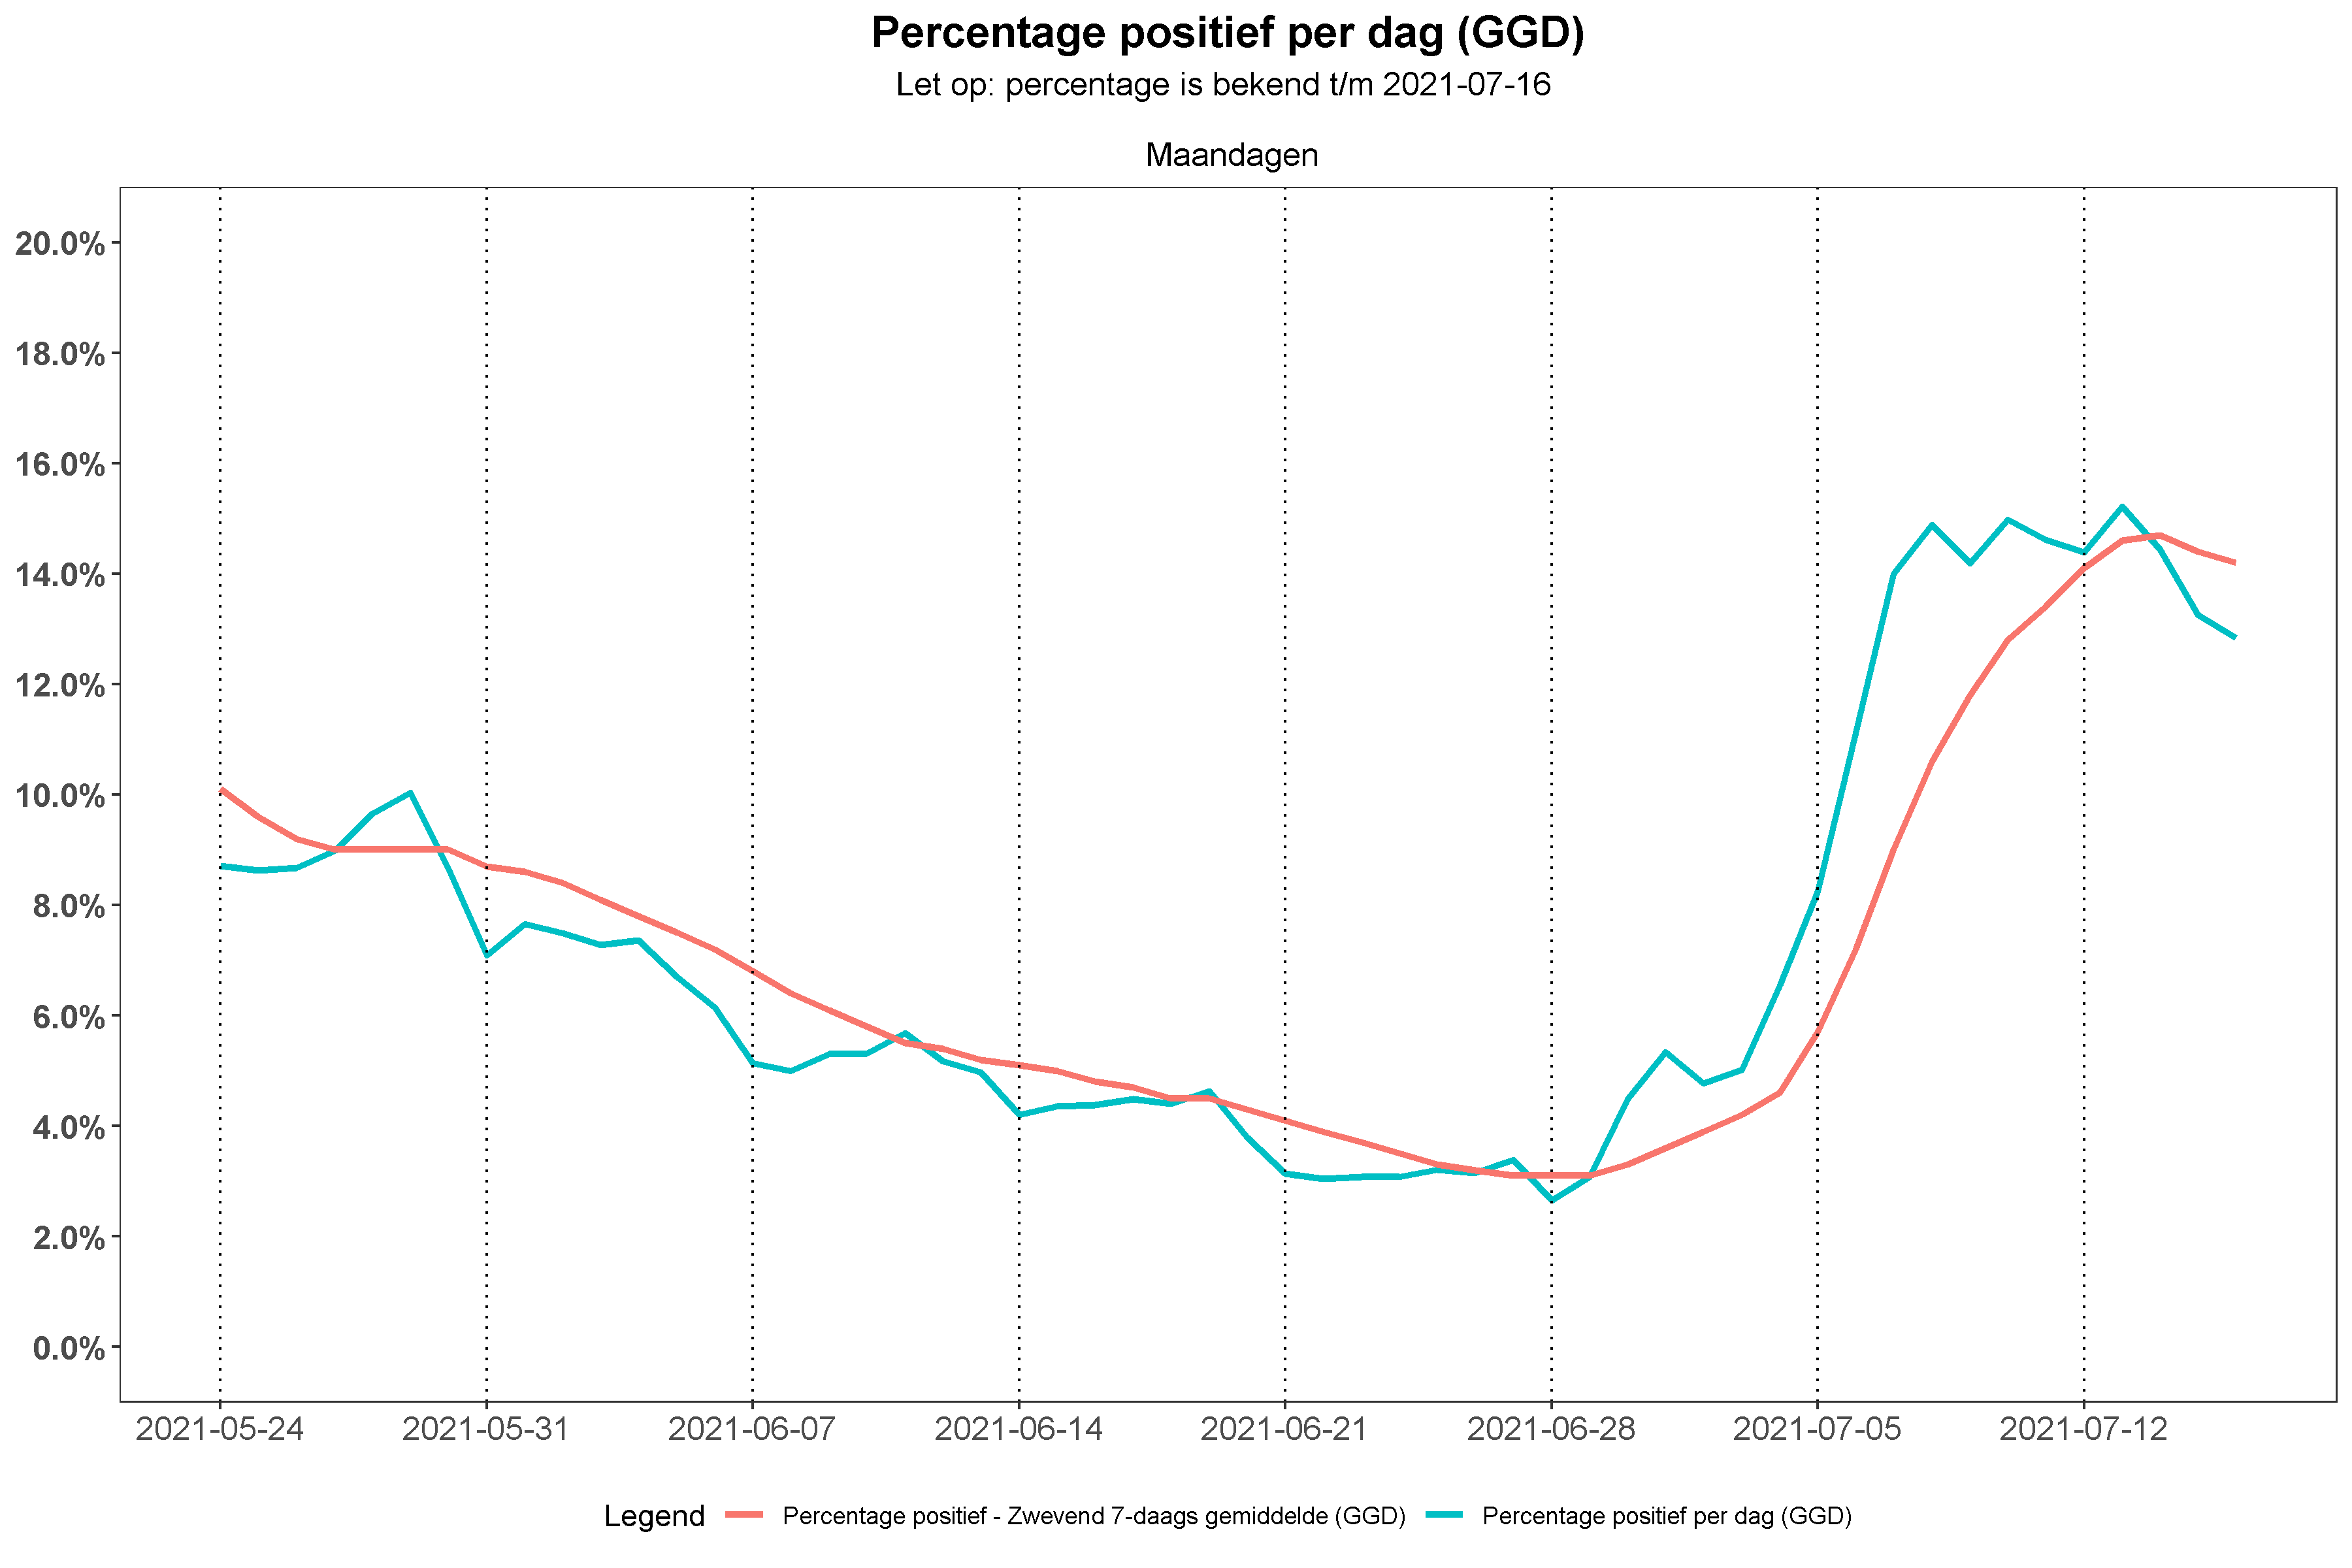 Percentage positief per dag (GGD)
Let op: percentage is bekend t/m 2021-07-16
Maandagen
20.0%
18.0%
16.0%
14.0%
12.0%
10.0%
8.0%
6.0%
4.0%
2.0%
0.0%
2021-05-24 2021-05-31 2021-06-07 2021-06-14 2021-06-21 2021-06-28 2021-07-05 2021-07-12
Legend Percentage positief - Zwevend 7-daags gemiddelde (GGD) Percentage positief per dag (GGD)